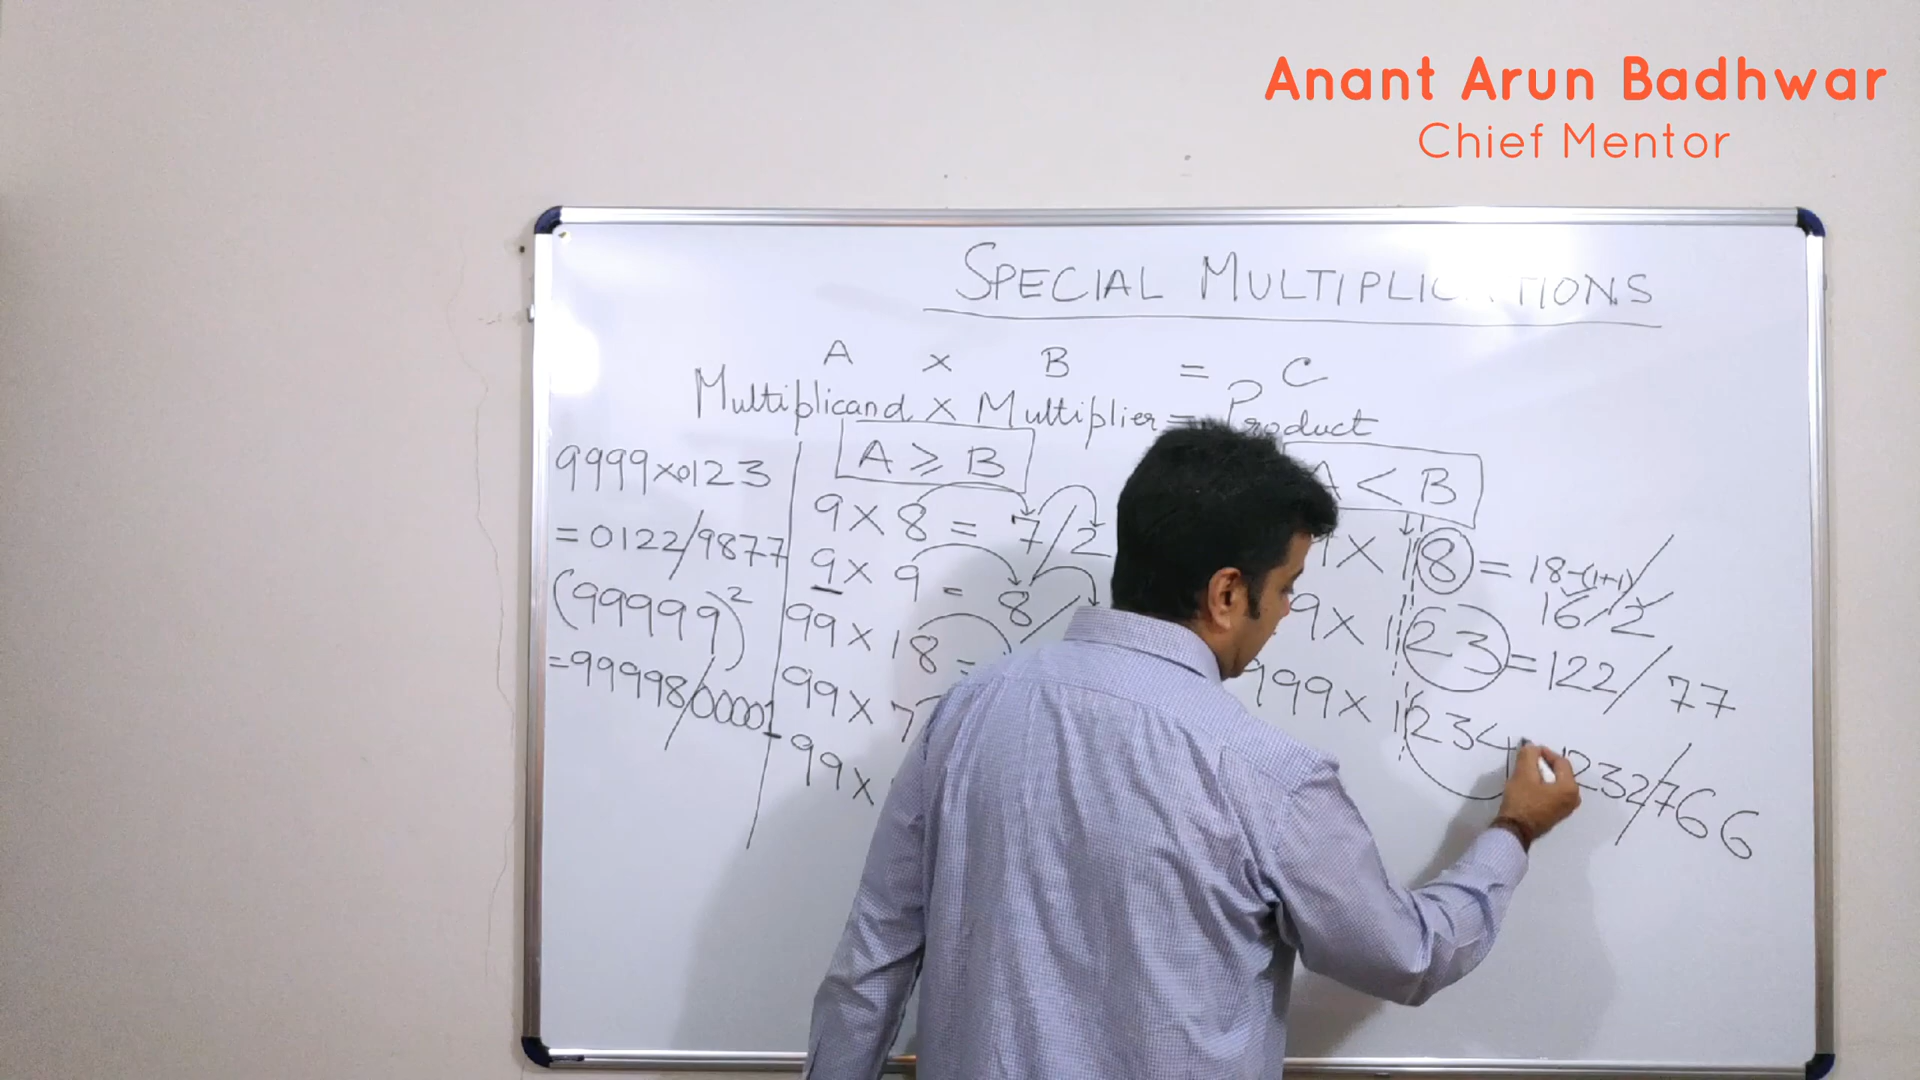 Anant Arun Badhwar
Chief Mentor
SPECIAL MULTIPLICATIONS
A × B = C
Multiplicand × Multiplier = Product
9999×0123
= 0122/9877
(99999)²
=99998/00001
A ≥ B
9 × 8 = 7/2
9 × 9 = 8/
99 × 18 =
99 × 7
99 ×
A < B
9 × 18 = 18-(1+1)/
16/2
99 × 123 = 122/77
999 × 1234 1232/766